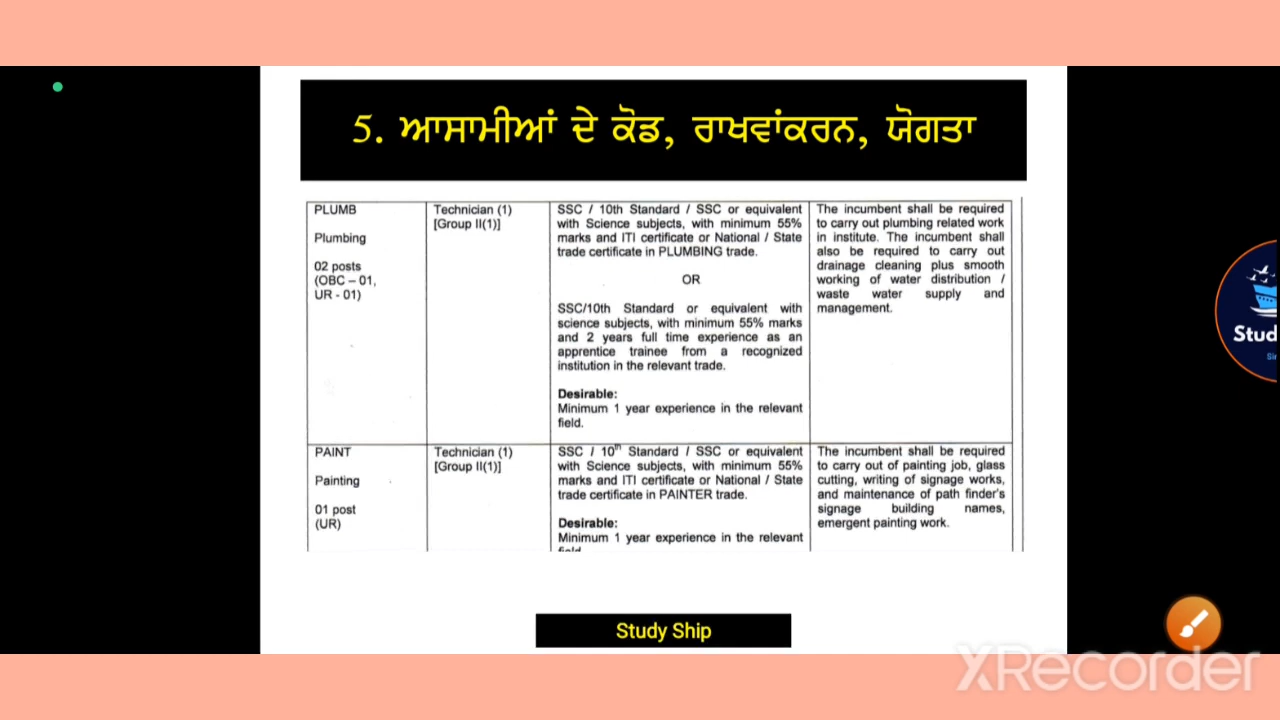 5. ਆਸਾਮੀਆਂ ਦੇ ਕੋਡ, ਰਾਖਵਾਂਕਰਨ, ਯੋਗਤਾ
PLUMB
Plumbing
02 posts
(OBC – 01,
UR - 01)
Technician (1)
[Group II(1)]
SSC / 10th Standard / SSC or equivalent
with Science subjects, with minimum 55%
marks and ITI certificate or National / State
trade certificate in PLUMBING trade.
OR
SSC/10th Standard or equivalent with
science subjects, with minimum 55% marks
and 2 years full time experience as an
apprentice trainee from a recognized
institution in the relevant trade.
Desirable:
Minimum 1 year experience in the relevant
field.
The incumbent shall be required
to carry out plumbing related work
in institute. The incumbent shall
also be required to carry out
drainage cleaning plus smooth
working of water distribution /
waste water supply and
management.
PAINT
Painting
01 post
(UR)
Technician (1)
[Group II(1)]
SSC / 10th Standard / SSC or equivalent
with Science subjects, with minimum 55%
marks and ITI certificate or National / State
trade certificate in PAINTER trade.
Desirable:
Minimum 1 year experience in the relevant
The incumbent shall be required
to carry out of painting job, glass
cutting, writing of signage works,
and maintenance of path finder's
signage building names,
emergent painting work.
Stud
Study Ship
XRecorder